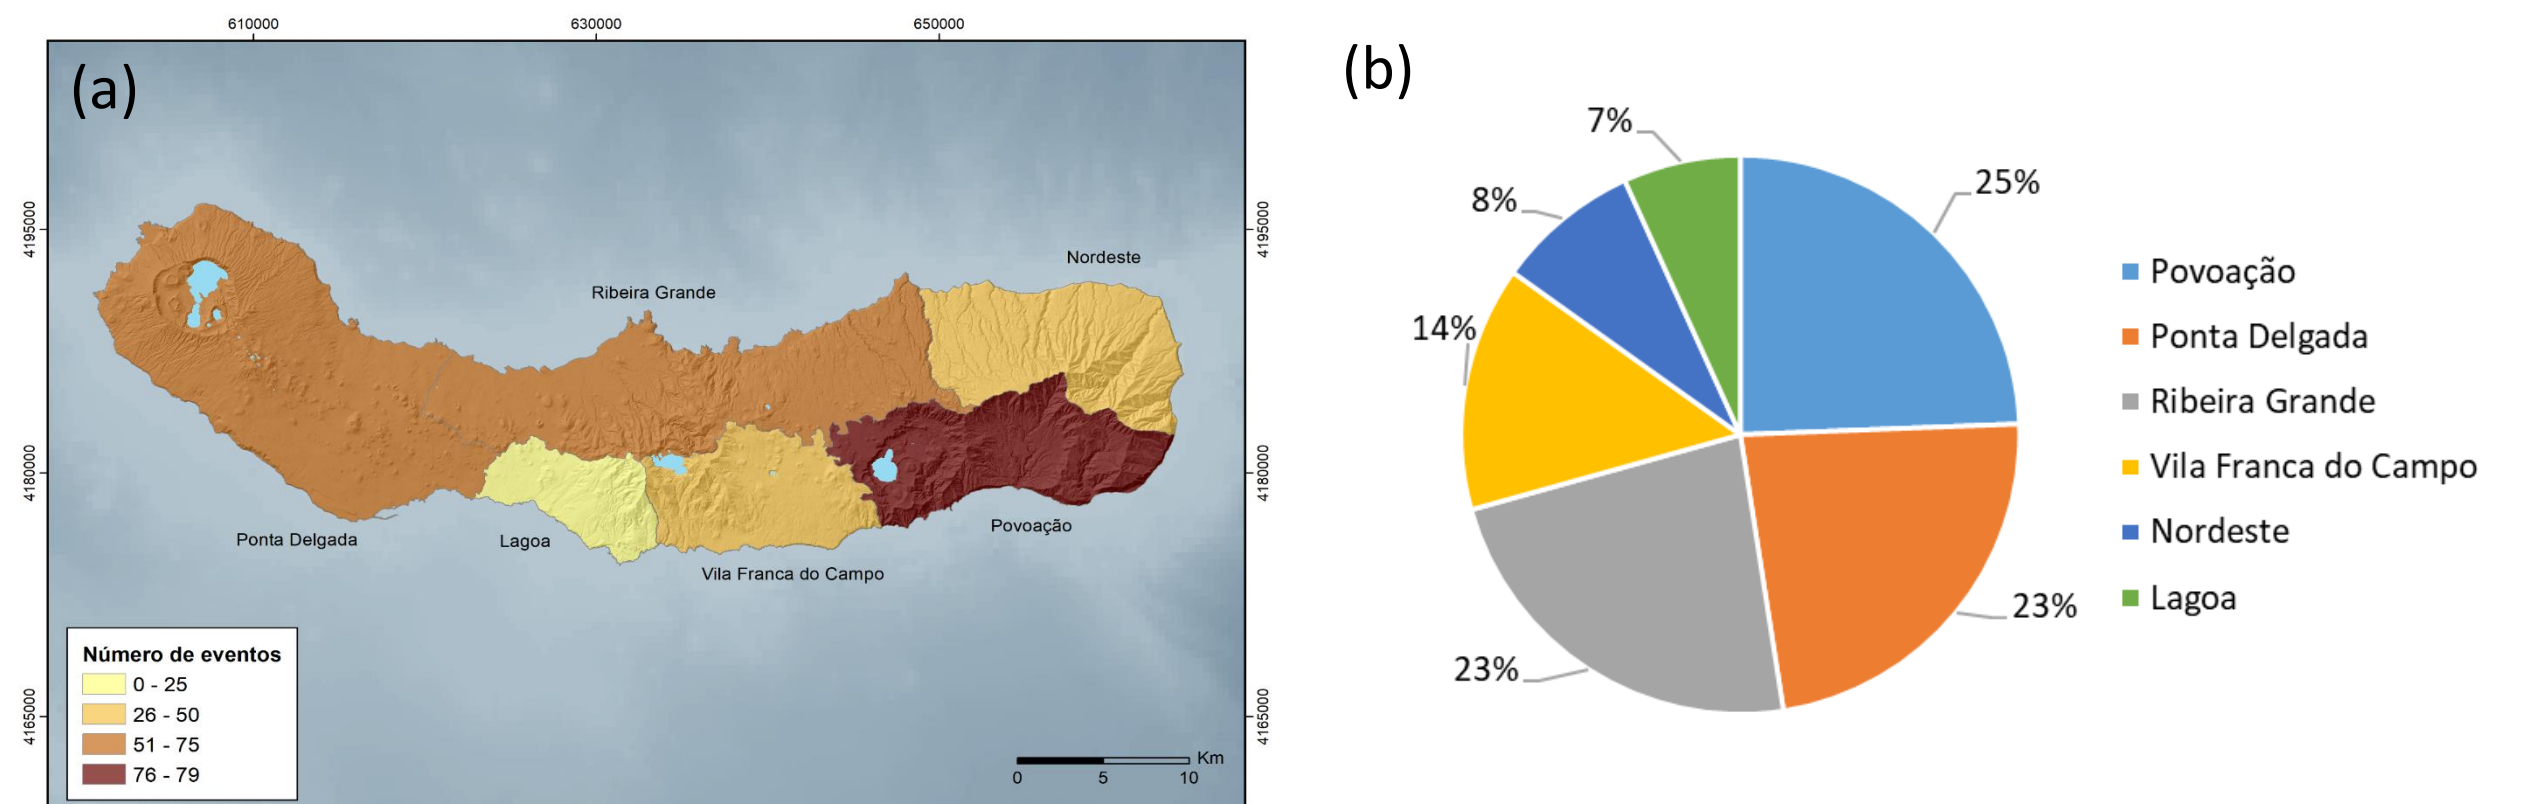 (a)
610000
630000
650000
4195000
4180000
4165000
4195000
4180000
4165000
Nordeste
Ribeira Grande
Povoação
Ponta Delgada
Lagoa
Vila Franca do Campo
Número de eventos
0 - 25
26 - 50
51 - 75
76 - 79
Km
0 5 10
(b)
7%
25%
8%
14%
23%
23%
Povoação
Ponta Delgada
Ribeira Grande
Vila Franca do Campo
Nordeste
Lagoa